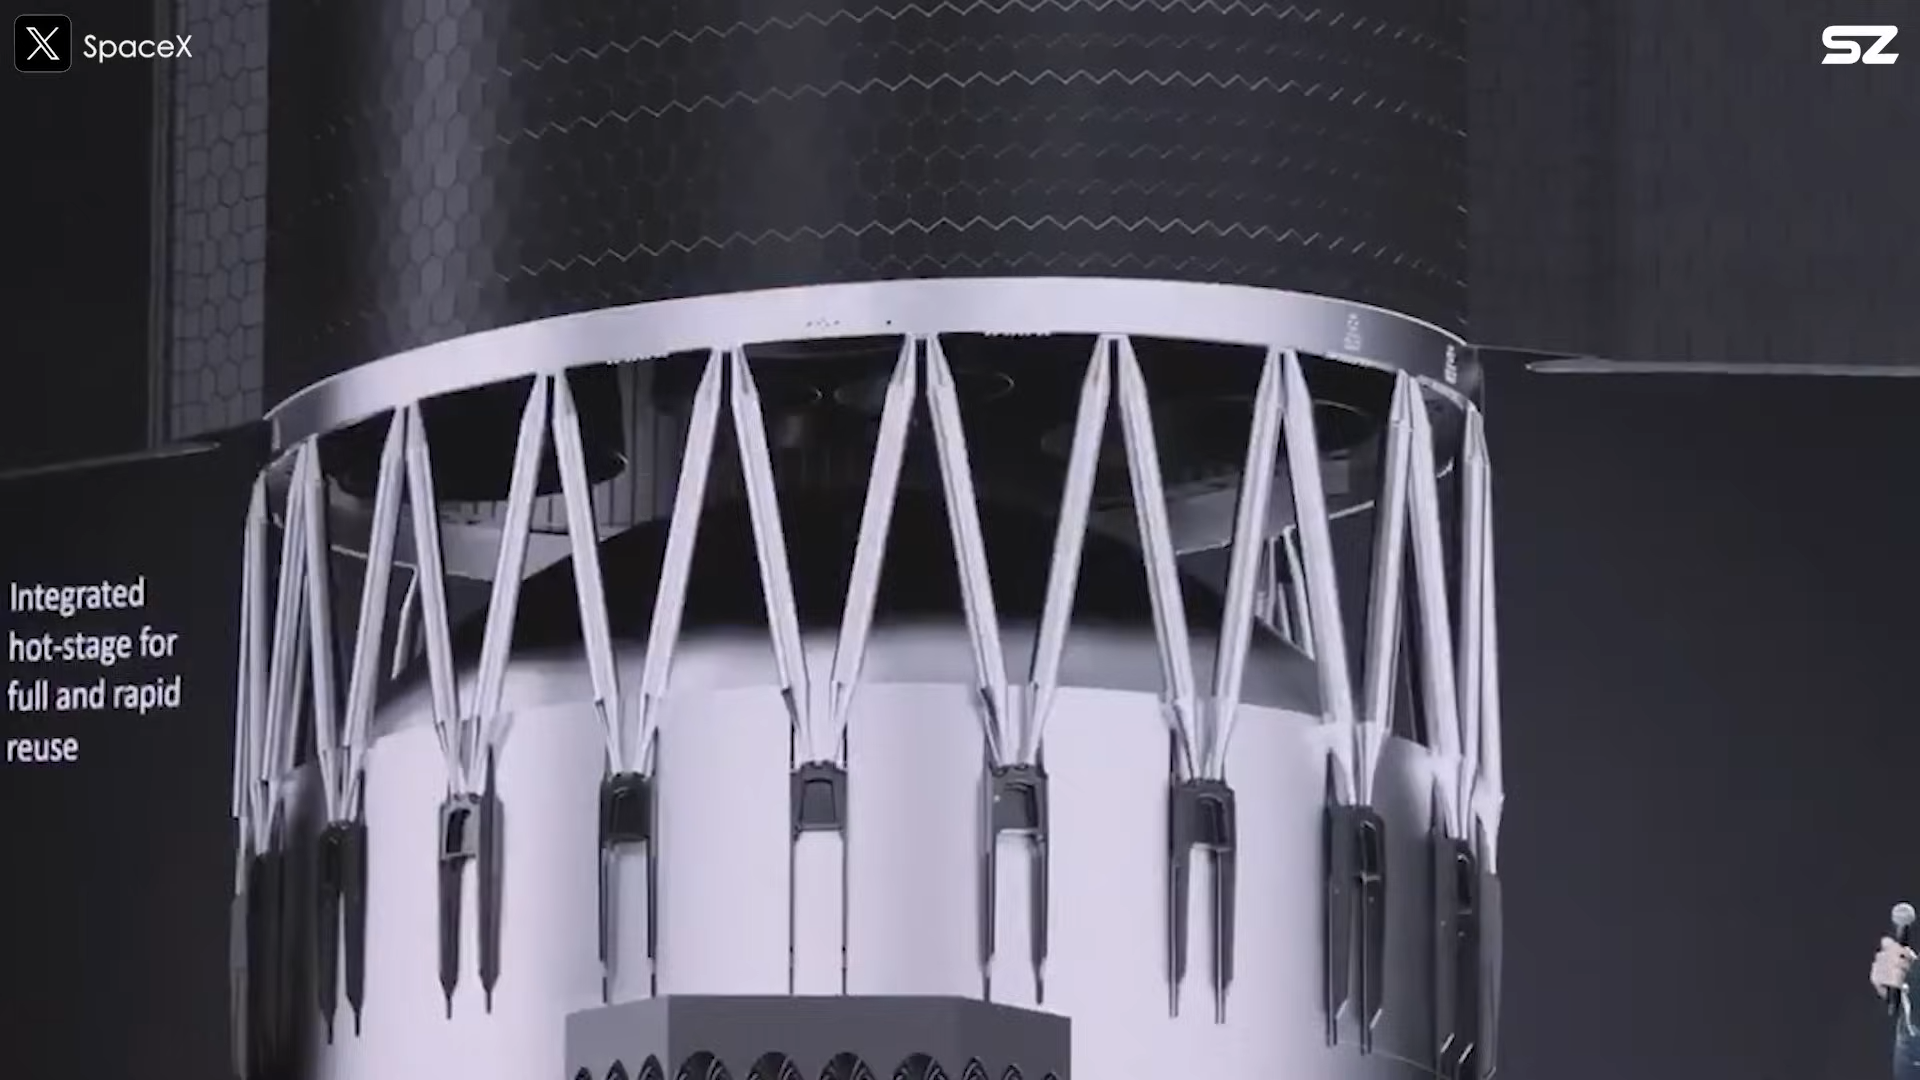 SpaceX
SZ
Integrated
hot-stage for
full and rapid
reuse